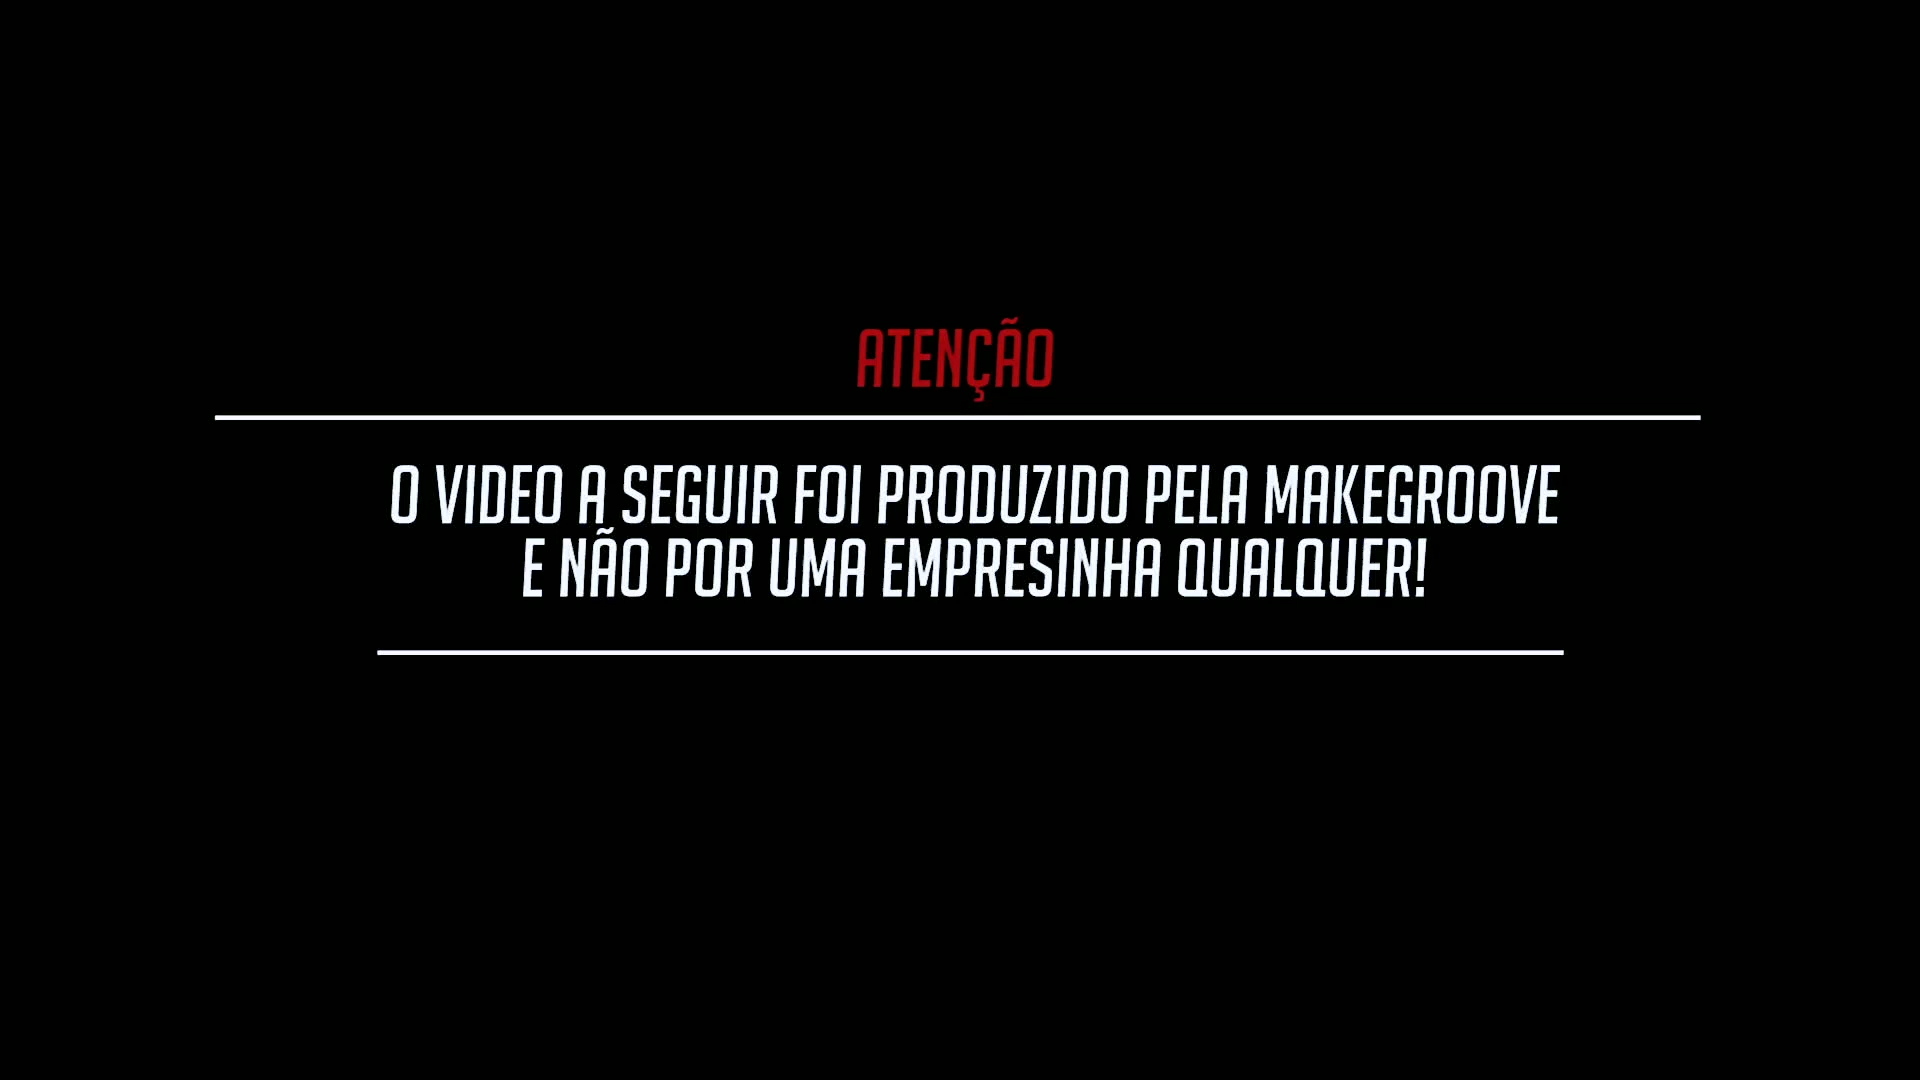 ATENÇÃO
O VIDEO A SEGUIR FOI PRODUZIDO PELA MAKEGROOVE
E NÃO POR UMA EMPRESINHA QUALQUER!